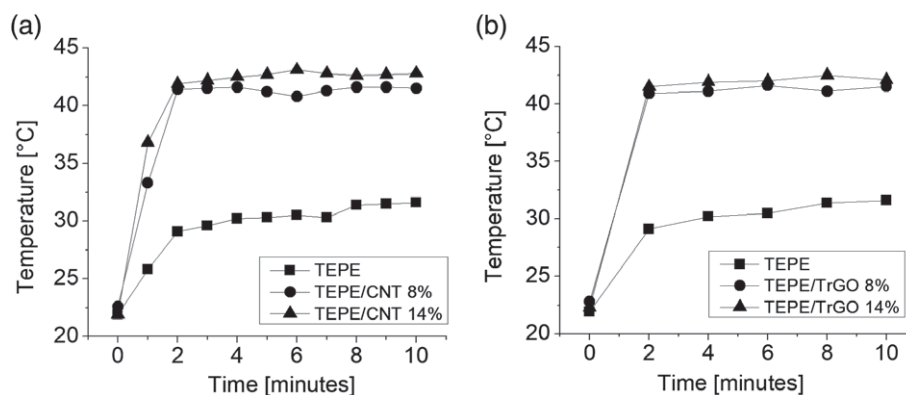 (a)
45
40
35
30
25
20
Temperature [°C]
TEPE
TEPE/CNT 8%
TEPE/CNT 14%
0 2 4 6 8 10
Time [minutes]
(b)
45
40
35
30
25
20
Temperature [°C]
TEPE
TEPE/TrGO 8%
TEPE/TrGO 14%
0 2 4 6 8 10
Time [minutes]